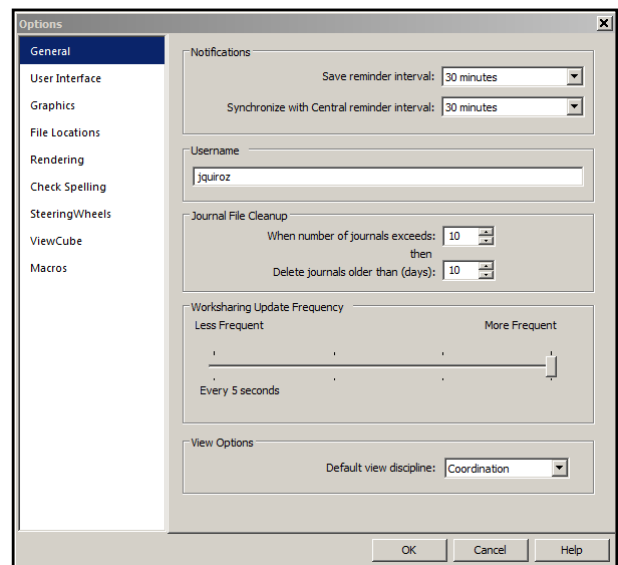 Options
General
User Interface
Graphics
File Locations
Rendering
Check Spelling
SteeringWheels
ViewCube
Macros
Notifications
Save reminder interval: 30 minutes
Synchronize with Central reminder interval: 30 minutes
Username
jquiroz
Journal File Cleanup
When number of journals exceeds: 10
then
Delete journals older than (days): 10
Worksharing Update Frequency
Less Frequent More Frequent
Every 5 seconds
View Options
Default view discipline: Coordination
OK Cancel Help